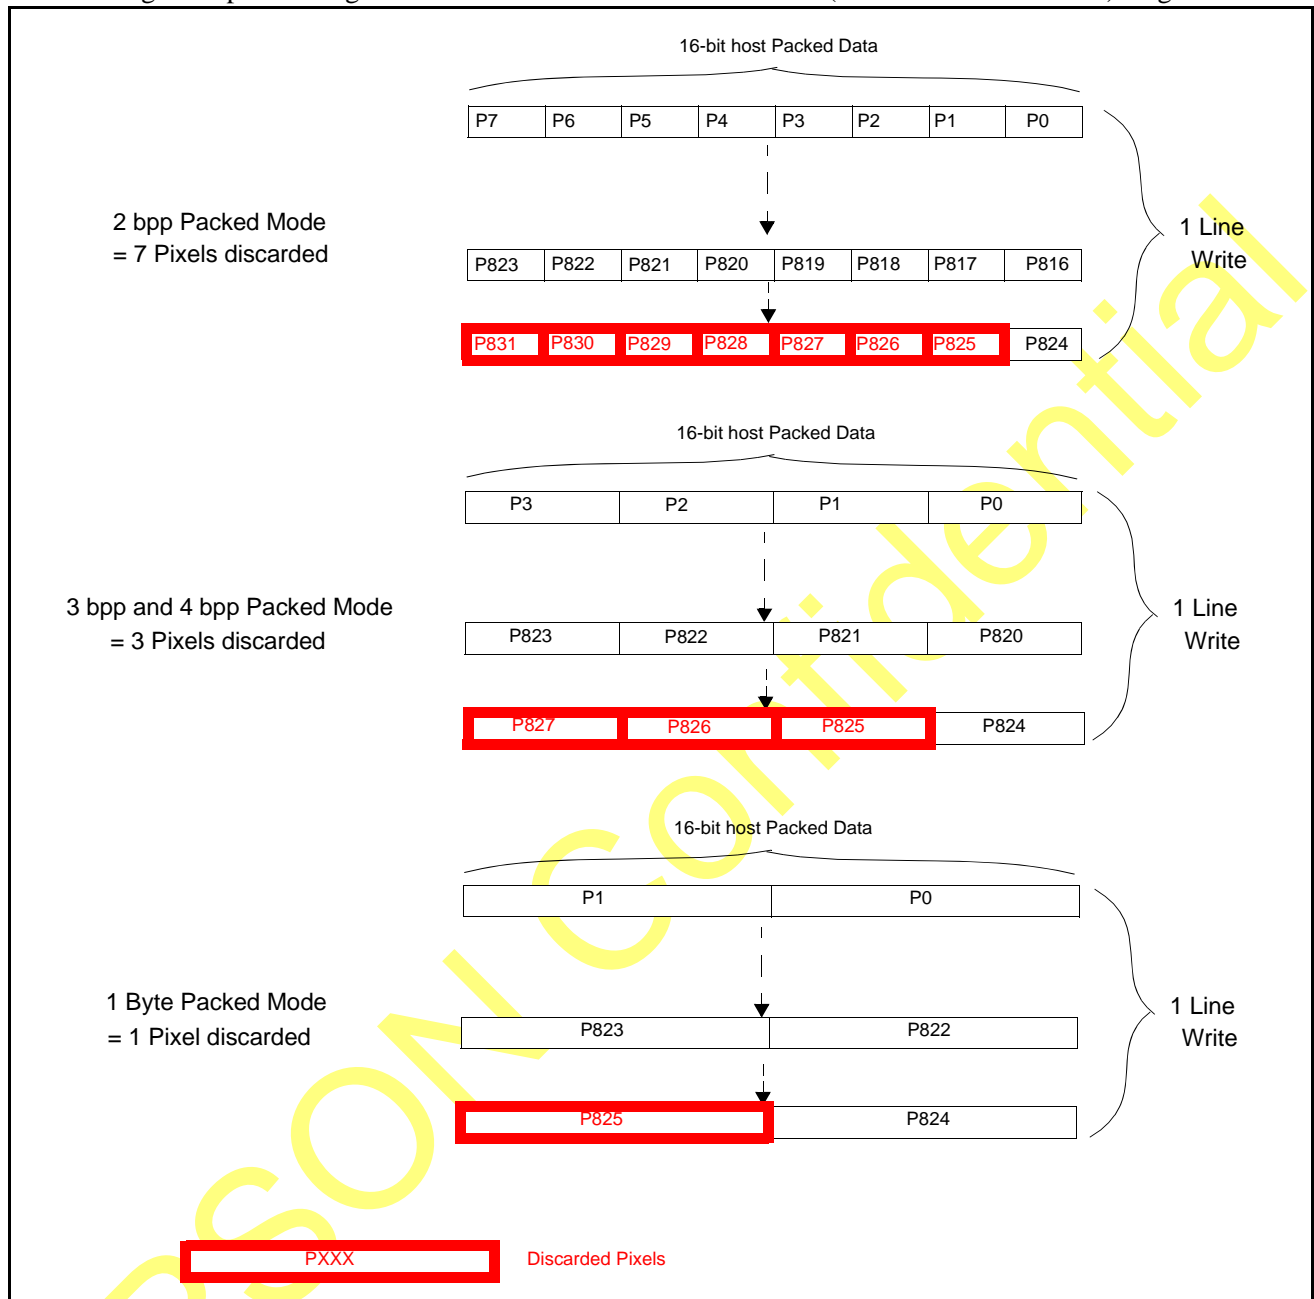 16-bit host Packed Data
P7 P6 P5 P4 P3 P2 P1 P0
2 bpp Packed Mode
= 7 Pixels discarded
1 Line
Write
P823 P822 P821 P820 P819 P818 P817 P816
P831 P830 P829 P828 P827 P826 P825 P824
16-bit host Packed Data
P3 P2 P1 P0
3 bpp and 4 bpp Packed Mode
= 3 Pixels discarded
1 Line
Write
P823 P822 P821 P820
P827 P826 P825 P824
16-bit host Packed Data
P1 P0
1 Byte Packed Mode
= 1 Pixel discarded
1 Line
Write
P823 P822
P825 P824
PXXX Discarded Pixels
SON Confidential